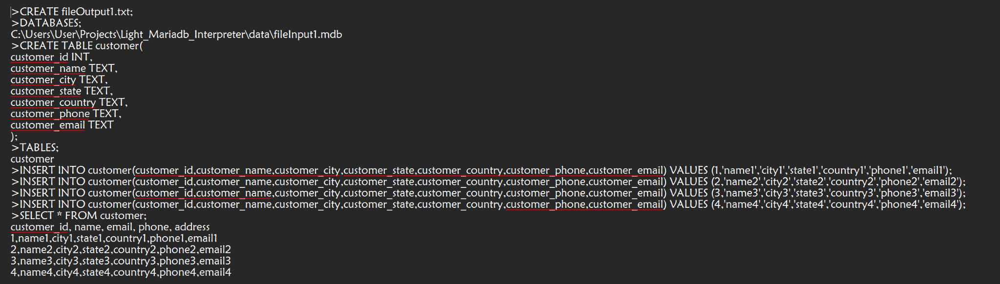 >CREATE fileOutput1.txt;
>DATABASES;
C:\Users\User\Projects\Light_Mariadb_Interpreter\data\fileInput1.mdb
>CREATE TABLE customer(
customer_id INT,
customer_name TEXT,
customer_city TEXT,
customer_state TEXT,
customer_country TEXT,
customer_phone TEXT,
customer_email TEXT
);
>TABLES;
customer
>INSERT INTO customer(customer_id,customer_name,customer_city,customer_state,customer_country,customer_phone,customer_email) VALUES (1,'name1','city1','state1','country1','phone1','email1');
>INSERT INTO customer(customer_id,customer_name,customer_city,customer_state,customer_country,customer_phone,customer_email) VALUES (2,'name2','city2','state2','country2','phone2','email2');
>INSERT INTO customer(customer_id,customer_name,customer_city,customer_state,customer_country,customer_phone,customer_email) VALUES (3,'name3','city3','state3','country3','phone3','email3');
>INSERT INTO customer(customer_id,customer_name,customer_city,customer_state,customer_country,customer_phone,customer_email) VALUES (4,'name4','city4','state4','country4','phone4','email4');
>SELECT * FROM customer;
customer_id, name, email, phone, address
1,name1,city1,state1,country1,phone1,email1
2,name2,city2,state2,country2,phone2,email2
3,name3,city3,state3,country3,phone3,email3
4,name4,city4,state4,country4,phone4,email4